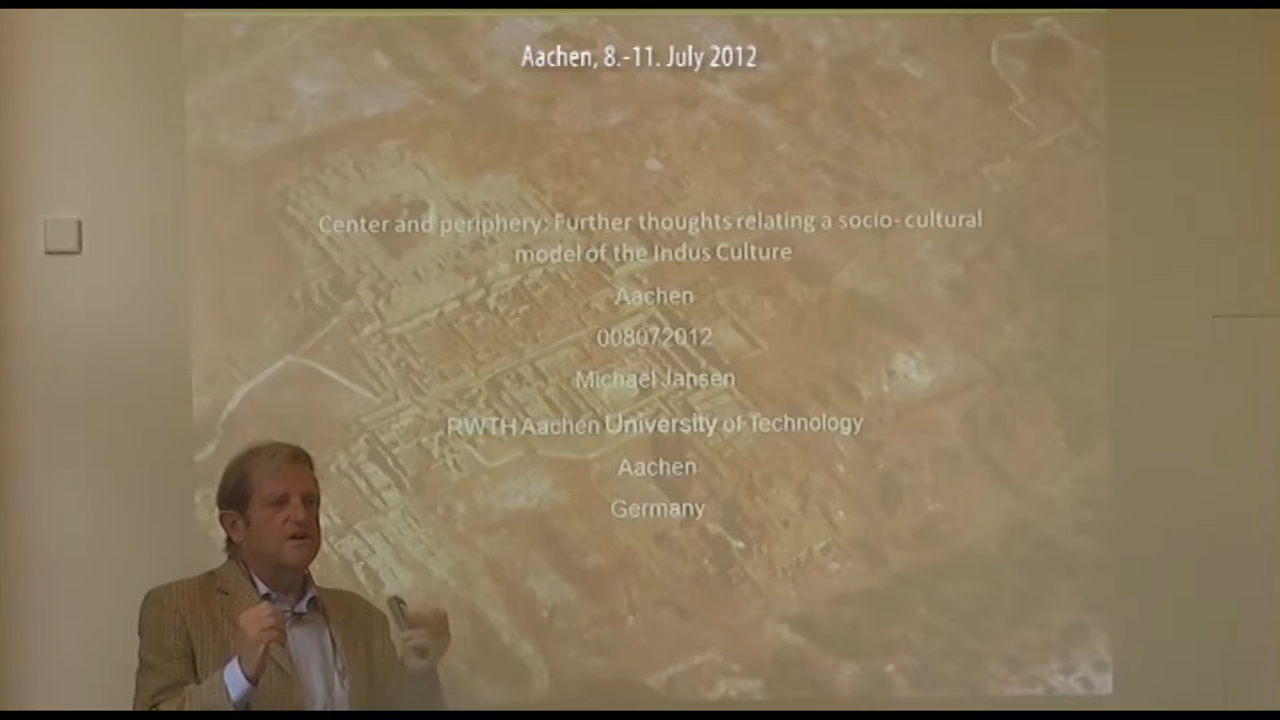 Aachen, 8.-11. July 2012
Center and periphery: Further thoughts relating a socio- cultural
model of the Indus Culture
Aachen
008072012
Michael Jansen
RWTH Aachen University of Technology
Aachen
Germany